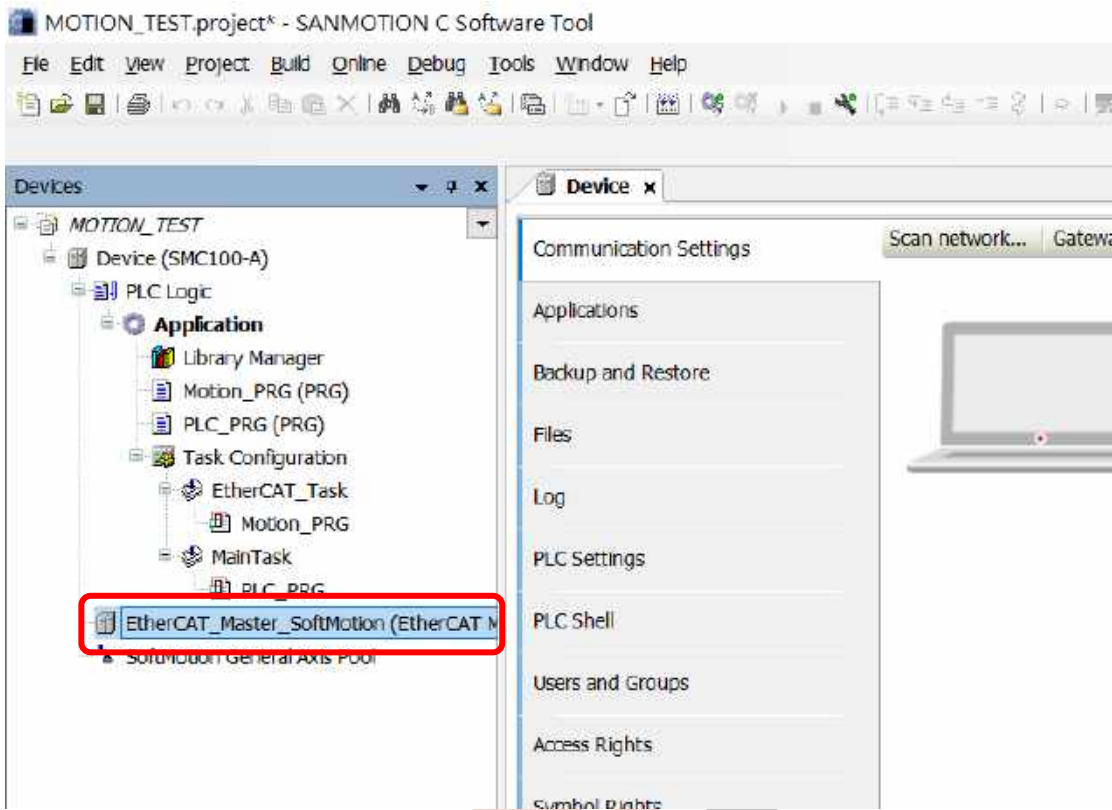 MOTION_TEST.project* - SANMOTION C Software Tool
File Edit View Project Build Online Debug Tools Window Help
Devices
Device
MOTION_TEST
Device (SMC100-A)
PLC Logic
Application
Library Manager
Motion_PRG (PRG)
PLC_PRG (PRG)
Task Configuration
EtherCAT_Task
Motion_PRG
MainTask
PLC_PRG
EtherCAT_Master_SoftMotion (EtherCAT M
SoftMotion General Axis Pool
Communication Settings
Applications
Backup and Restore
Files
Log
PLC Settings
PLC Shell
Users and Groups
Access Rights
Symbol Rights
Scan network... Gatewa